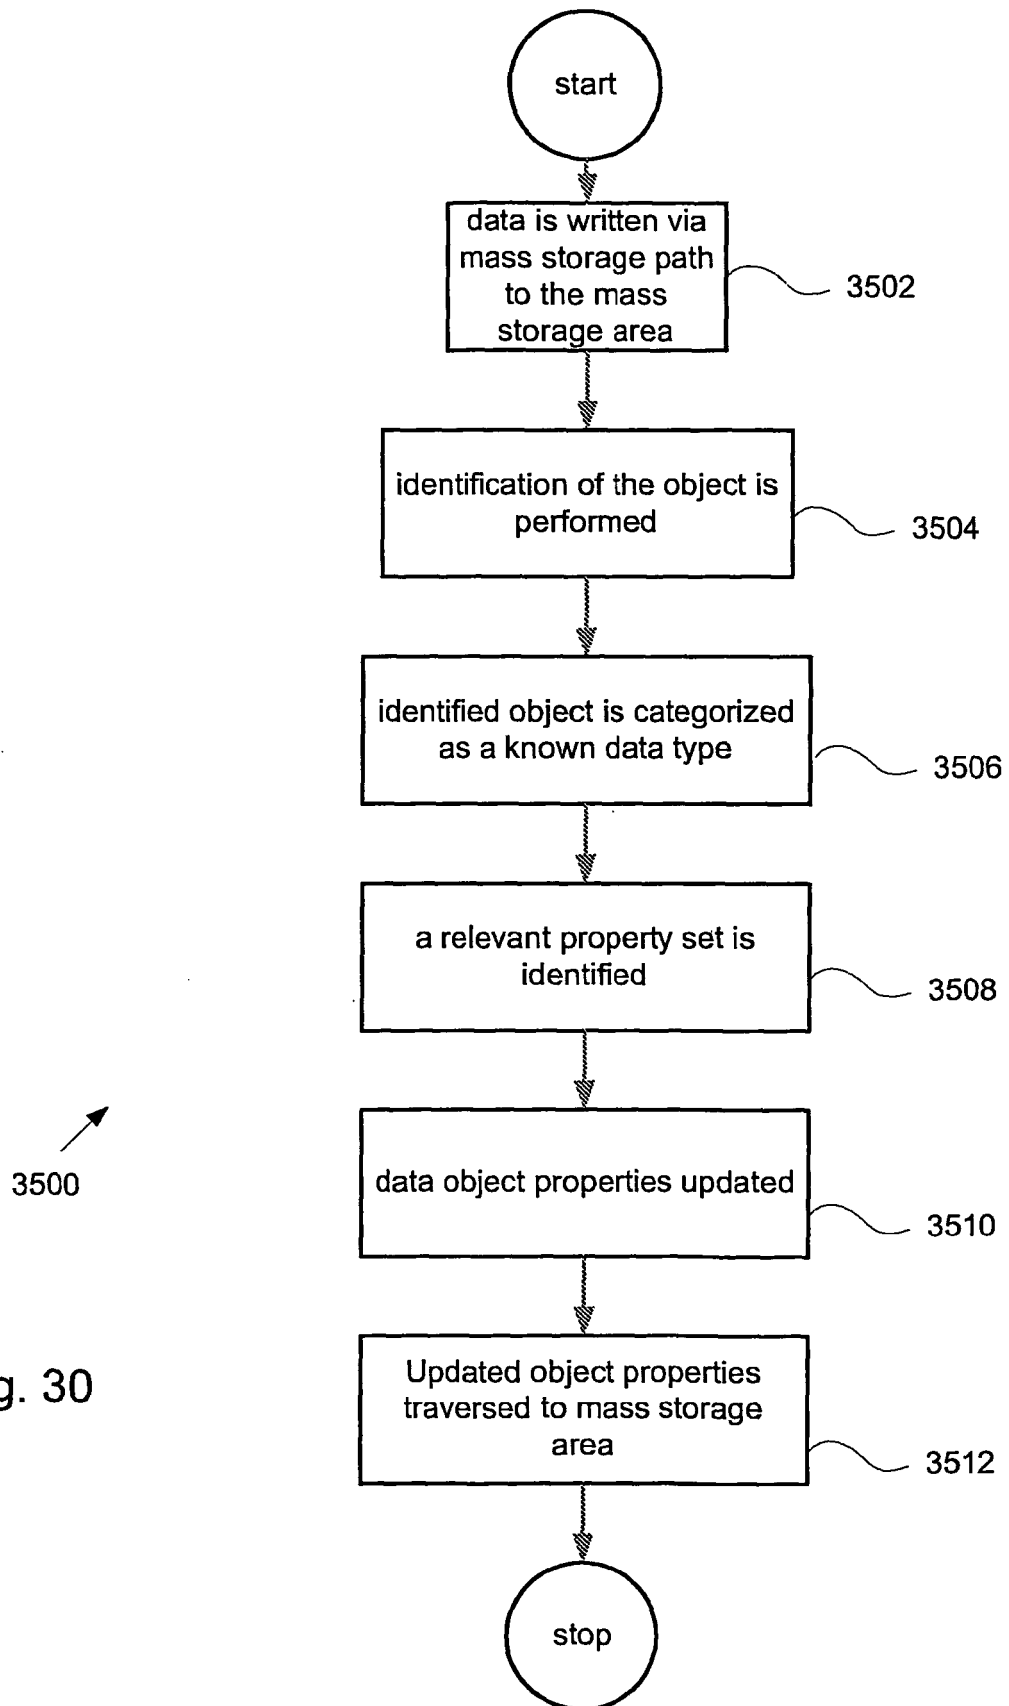 start
data is written via
mass storage path
to the mass
storage area
3502
identification of the object is
performed
3504
identified object is categorized
as a known data type
3506
a relevant property set is
identified
3508
3500
data object properties updated
3510
g. 30
Updated object properties
traversed to mass storage
area
3512
stop